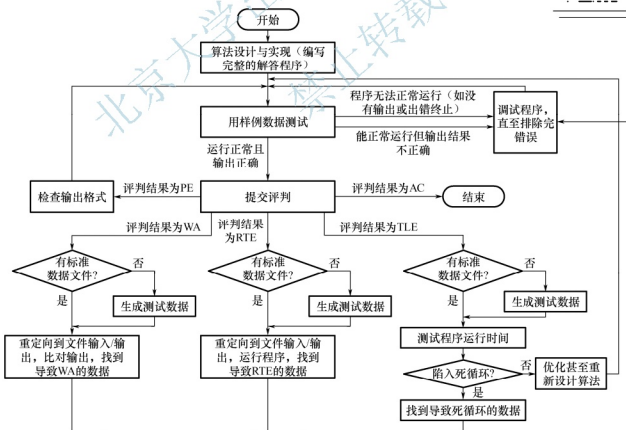 开始
算法设计与实现（编写
完整的解答程序）
程序无法正常运行（如没
有输出或出错终止）
用样例数据测试
能正常运行但输出结果
不正确
调试程序，
直至排除完
错误
运行正常且
输出正确
检查输出格式
评判结果为PE
提交评判
评判结果为AC
结束
评判结果为WA
评判结果
为RTE
评判结果为TLE
有标准
数据文件？
否
是
生成测试数据
有标准
数据文件？
否
是
生成测试数据
有标准
数据文件？
否
是
生成测试数据
重定向到文件输入/输
出，比对输出，找到
导致WA的数据
重定向到文件输入/输
出，运行程序，找到
导致RTE的数据
测试程序运行时间
陷入死循环？
否
优化甚至重
新设计算法
是
找到导致死循环的数据
北京大学
禁止转载